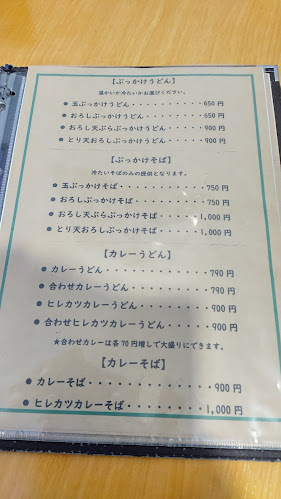 【ぶっかけうどん】
温かいか冷たいかお選びください。
● 玉ぶっかけうどん・・・・・・・・・650円
● おろしぶっかけうどん・・・・・・・650円
● おろし天ぷらぶっかけうどん・・・・900円
● とり天おろしぶっかけうどん・・・・900円
【ぶっかけそば】
冷たいそばのみの提供となります。
● 玉ぶっかけそば・・・・・・・・・・750円
● おろしぶっかけそば・・・・・・・・750円
● おろし天ぷらぶっかけそば・・・・1,000円
● とり天おろしぶっかけそば・・・・1,000円
【カレーうどん】
● カレーうどん・・・・・・・・・・・790円
● 合わせカレーうどん・・・・・・・・790円
● ヒレカツカレーうどん・・・・・・・900円
● 合わせヒレカツカレーうどん・・・・900円
★合わせカレーは各70円増しで大盛りにできます。
【カレーそば】
● カレーそば・・・・・・・・・・・・900円
● ヒレカツカレーそば・・・・・・・1,000円